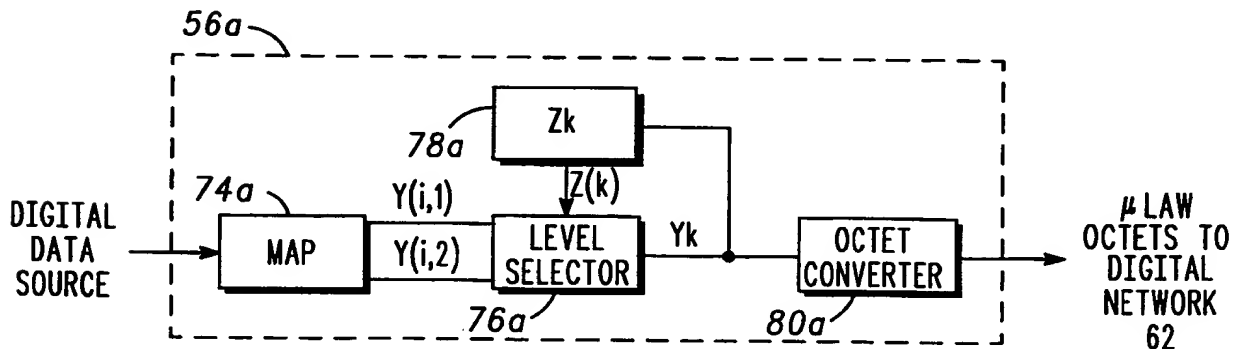 56a
Zk
78a
Z(k)
74a
Y(i,1)
DIGITAL
DATA
SOURCE
MAP
Y(i,2)
LEVEL
SELECTOR
Yk
OCTET
CONVERTER
μ LAW
OCTETS TO
DIGITAL
NETWORK
62
76a
80a